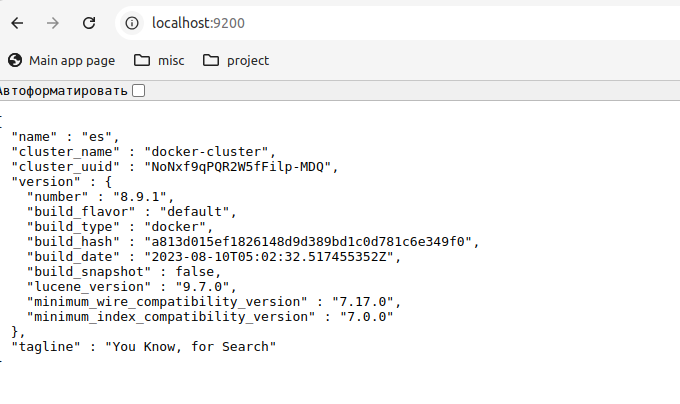 localhost:9200
Main app page misc project
Автоформатировать
{
"name" : "es",
"cluster_name" : "docker-cluster",
"cluster_uuid" : "NoNxf9qPQR2W5fFilp-MDQ",
"version" : {
"number" : "8.9.1",
"build_flavor" : "default",
"build_type" : "docker",
"build_hash" : "a813d015ef1826148d9d389bd1c0d781c6e349f0",
"build_date" : "2023-08-10T05:02:32.517455352Z",
"build_snapshot" : false,
"lucene_version" : "9.7.0",
"minimum_wire_compatibility_version" : "7.17.0",
"minimum_index_compatibility_version" : "7.0.0"
},
"tagline" : "You Know, for Search"
}